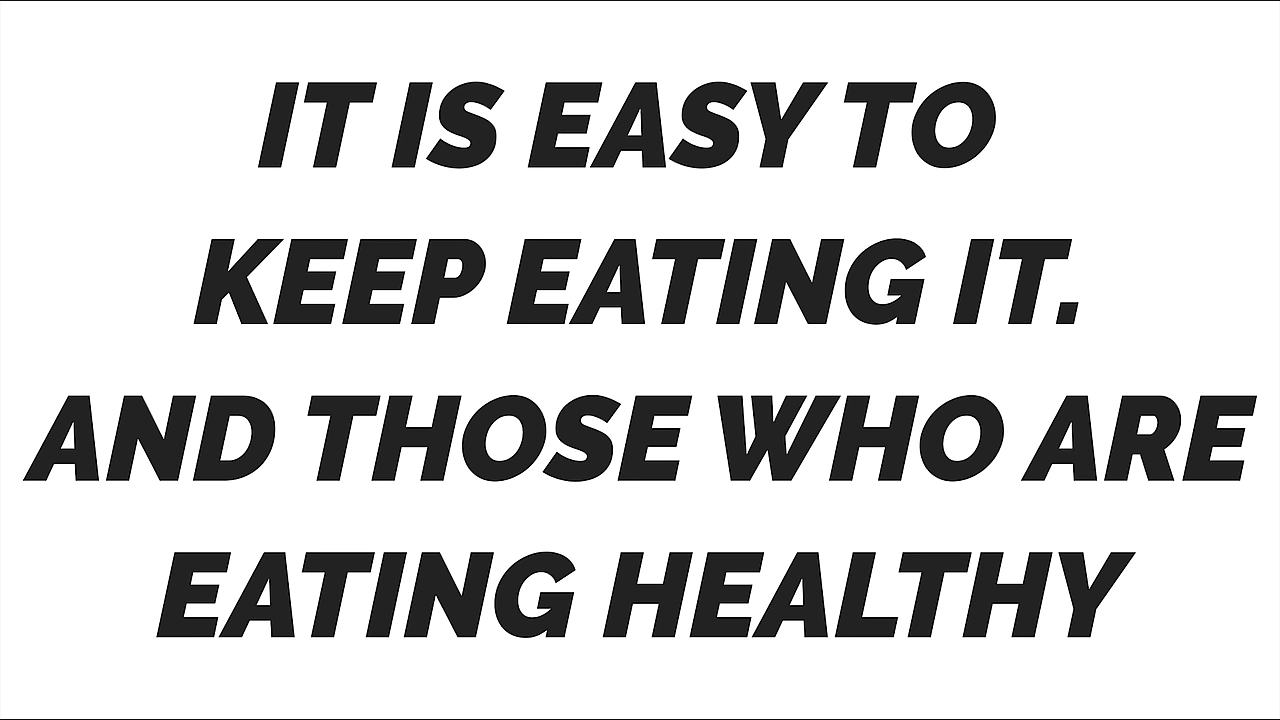 IT IS EASY TO
KEEP EATING IT.
AND THOSE WHO ARE
EATING HEALTHY